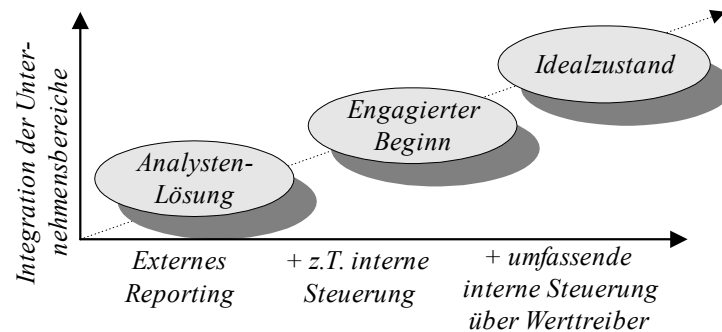 Integration der Unter-
nehmensbereiche
Idealzustand
Engagierter
Beginn
Analysten-
Lösung
Externes
Reporting
+ z.T. interne
Steuerung
+ umfassende
interne Steuerung
über Werttreiber